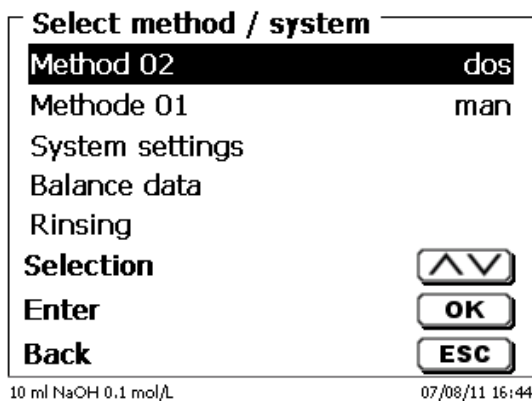 Select method / system
Method 02 dos
Methode 01 man
System settings
Balance data
Rinsing
Selection
Enter OK
Back ESC
10 ml NaOH 0.1 mol/L 07/08/11 16:44